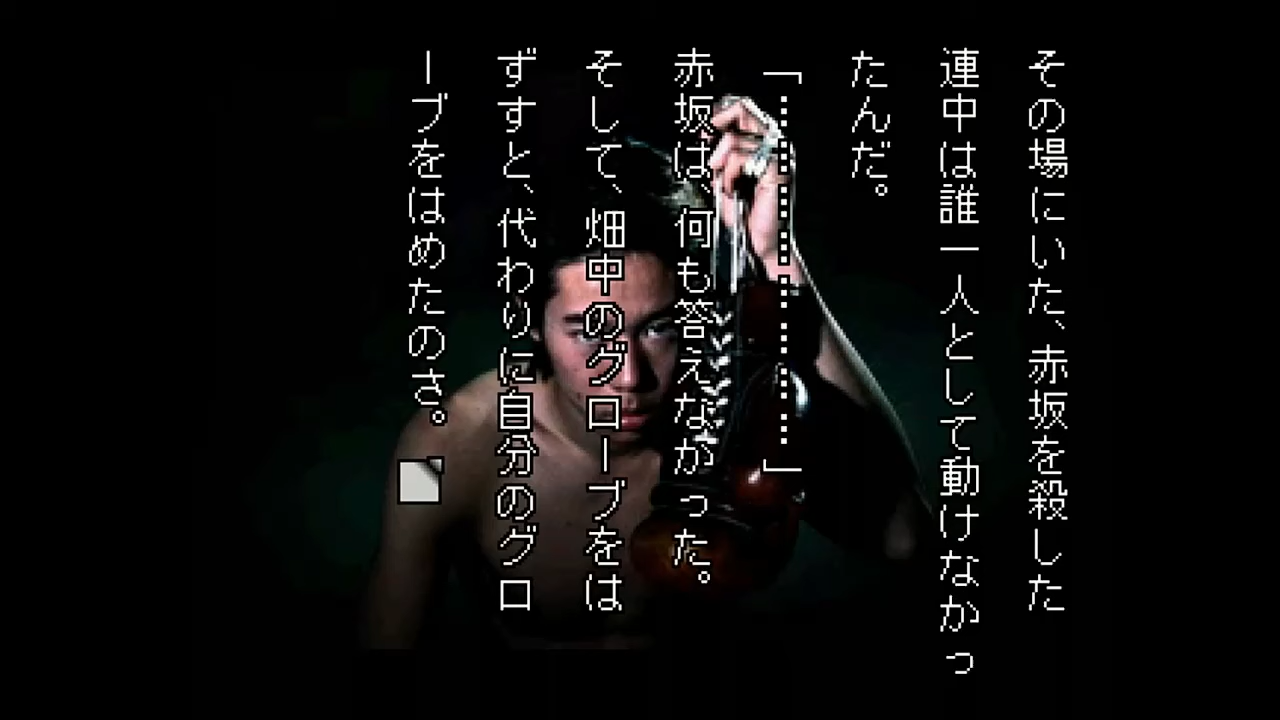 その場にいた、赤坂を殺した
連中は誰一人として動けなかっ
たんだ。
「……………………」
赤坂は、何も答えなかった。
そして、畑中のグローブをは
ずすと、代わりに自分のグロ
ーブをはめたのさ。